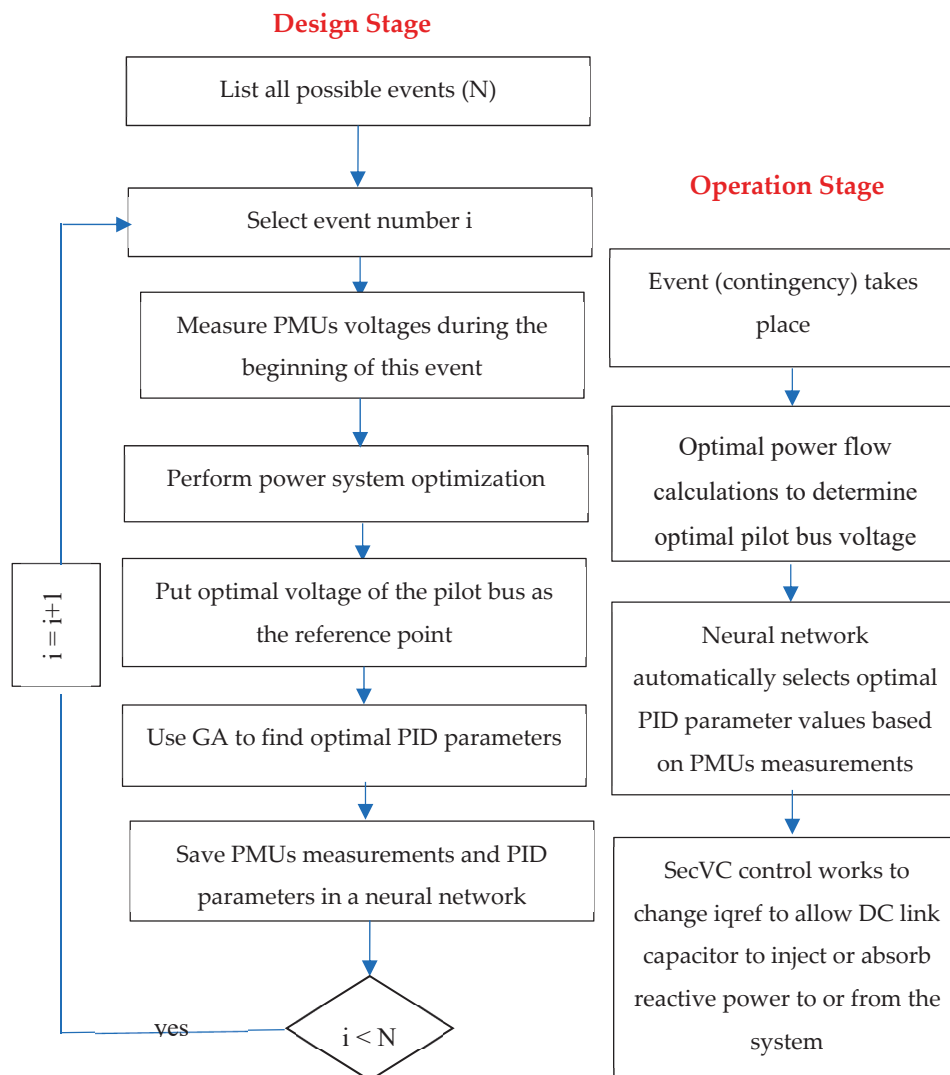 Design Stage
List all possible events (N)
Select event number i
Measure PMUs voltages during the
beginning of this event
Perform power system optimization
Put optimal voltage of the pilot bus as
the reference point
Use GA to find optimal PID parameters
Save PMUs measurements and PID
parameters in a neural network
i < N
yes
i = i+1
Operation Stage
Event (contingency) takes
place
Optimal power flow
calculations to determine
optimal pilot bus voltage
Neural network
automatically selects optimal
PID parameter values based
on PMUs measurements
SecVC control works to
change iqref to allow DC link
capacitor to inject or absorb
reactive power to or from the
system